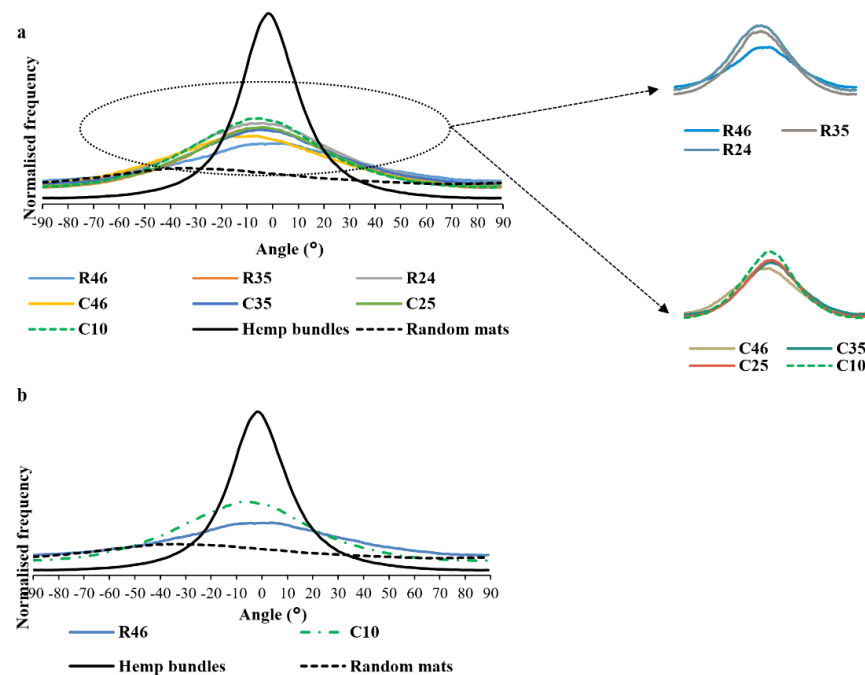 a
Normalised frequency
-90 -80 -70 -60 -50 -40 -30 -20 -10 0 10 20 30 40 50 60 70 80 90
Angle (°)
R46 R35 R24
C46 C35 C25
C10 Hemp bundles Random mats
R46 R35
R24
C46 C35
C25 C10
b
Normalised frequency
-90 -80 -70 -60 -50 -40 -30 -20 -10 0 10 20 30 40 50 60 70 80 90
Angle (°)
R46 C10
Hemp bundles Random mats